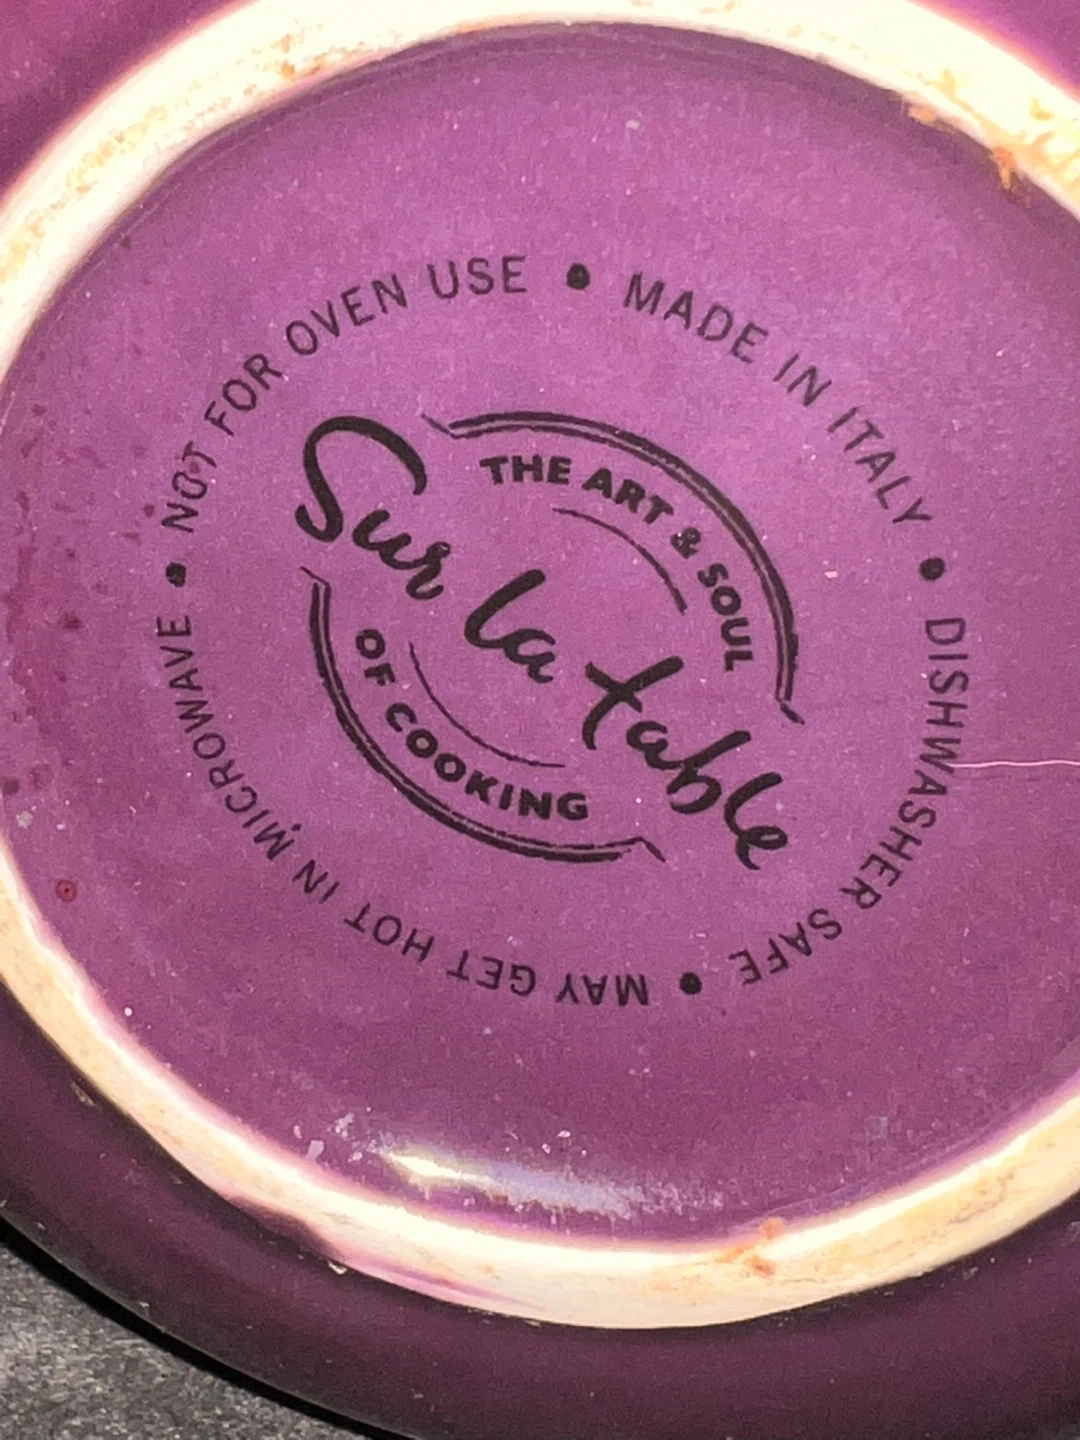 Sur la table
THE ART & SOUL
OF COOKING
NOT FOR OVEN USE • MADE IN ITALY • DISHWASHER SAFE • MAY GET HOT IN MICROWAVE •